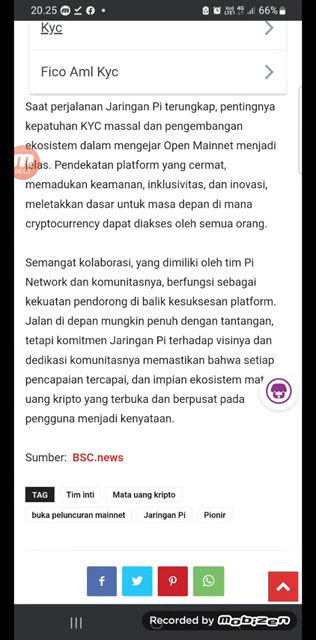 20.25
4G
66%
Kyc
Fico Aml Kyc
Saat perjalanan Jaringan Pi terungkap, pentingnya
kepatuhan KYC massal dan pengembangan
ekosistem dalam mengejar Open Mainnet menjadi
jelas. Pendekatan platform yang cermat,
memadukan keamanan, inklusivitas, dan inovasi,
meletakkan dasar untuk masa depan di mana
cryptocurrency dapat diakses oleh semua orang.
Semangat kolaborasi, yang dimiliki oleh tim Pi
Network dan komunitasnya, berfungsi sebagai
kekuatan pendorong di balik kesuksesan platform.
Jalan di depan mungkin penuh dengan tantangan,
tetapi komitmen Jaringan Pi terhadap visinya dan
dedikasi komunitasnya memastikan bahwa setiap
pencapaian tercapai, dan impian ekosistem mat
uang kripto yang terbuka dan berpusat pada
pengguna menjadi kenyataan.
Sumber: BSC.news
TAG Tim inti Mata uang kripto
buka peluncuran mainnet Jaringan Pi Pionir
Recorded by Mobizen